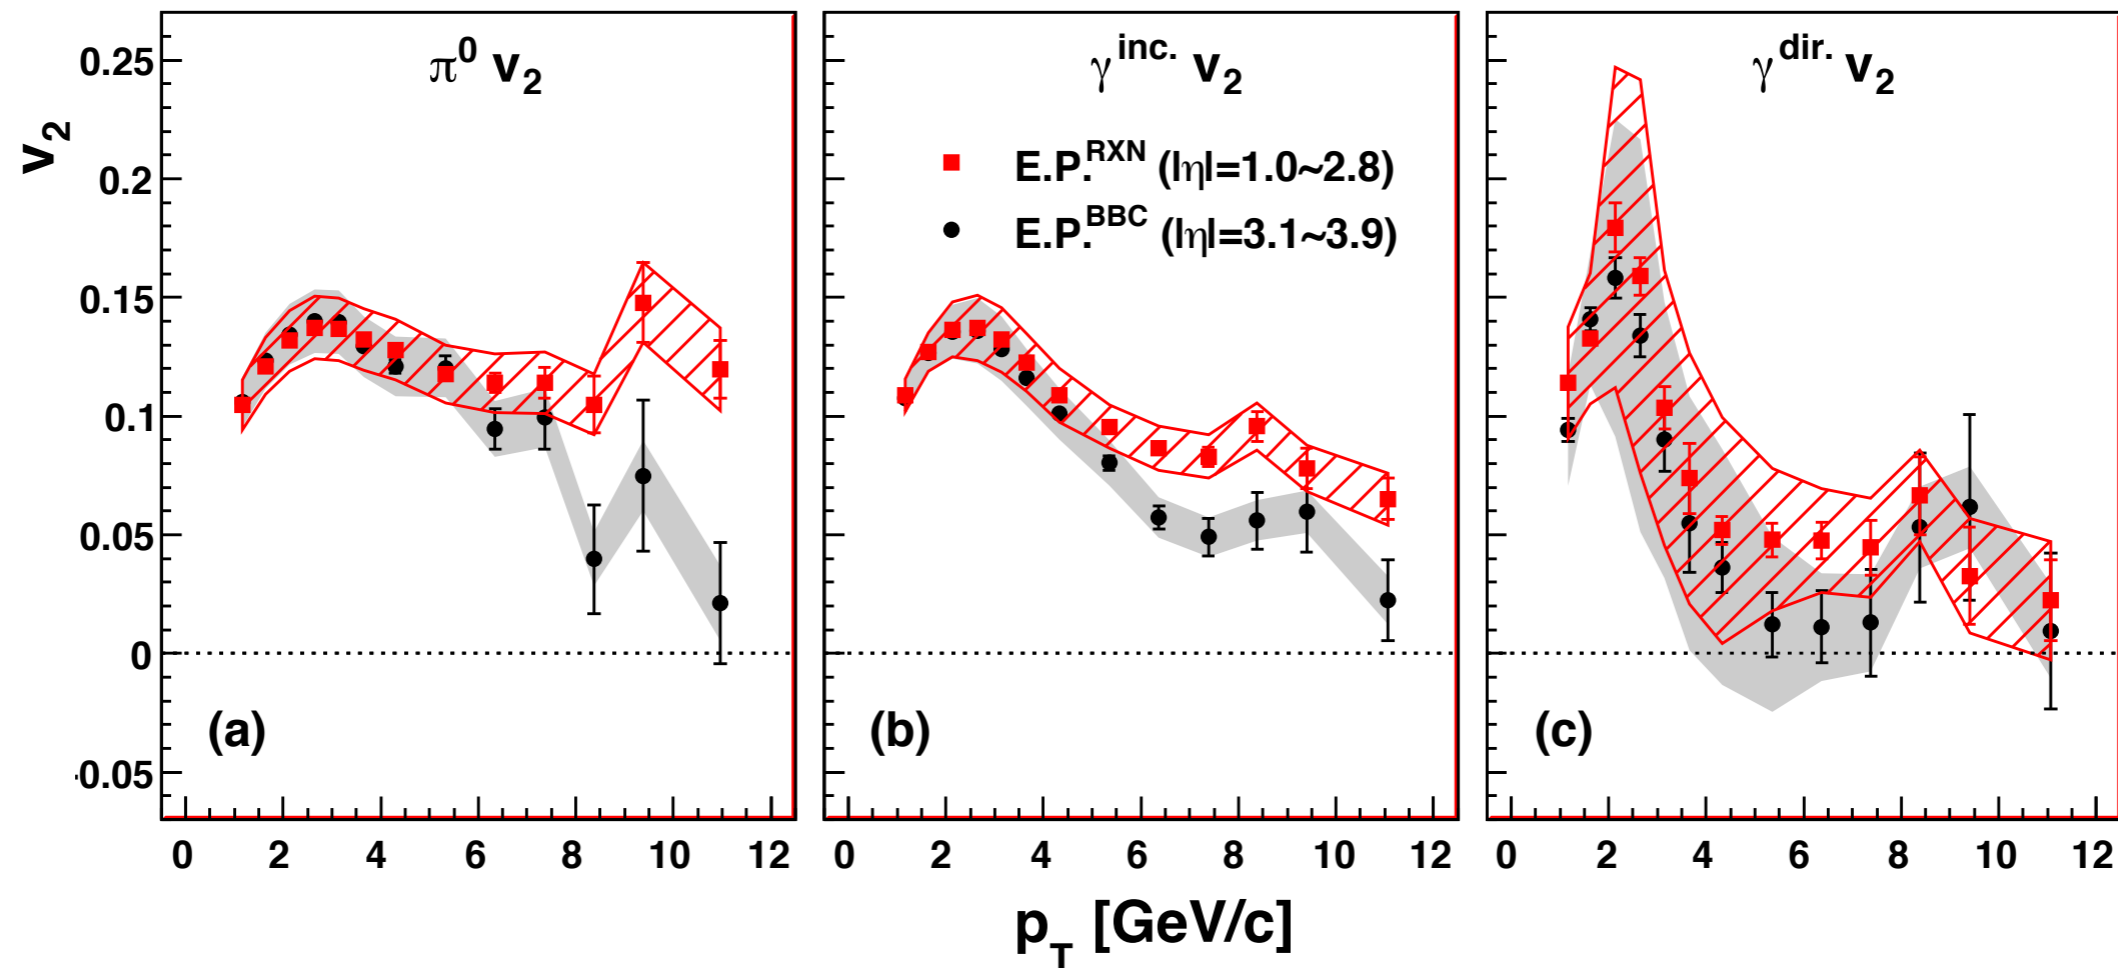 π⁰ v₂
γ^inc. v₂
γ^dir. v₂
E.P.^RXN (|η|=1.0~2.8)
E.P.^BBC (|η|=3.1~3.9)
v₂
0.25
0.2
0.15
0.1
0.05
0
-0.05
(a) (b) (c)
0 2 4 6 8 10 12 0 2 4 6 8 10 12 0 2 4 6 8 10 12
p_T [GeV/c]